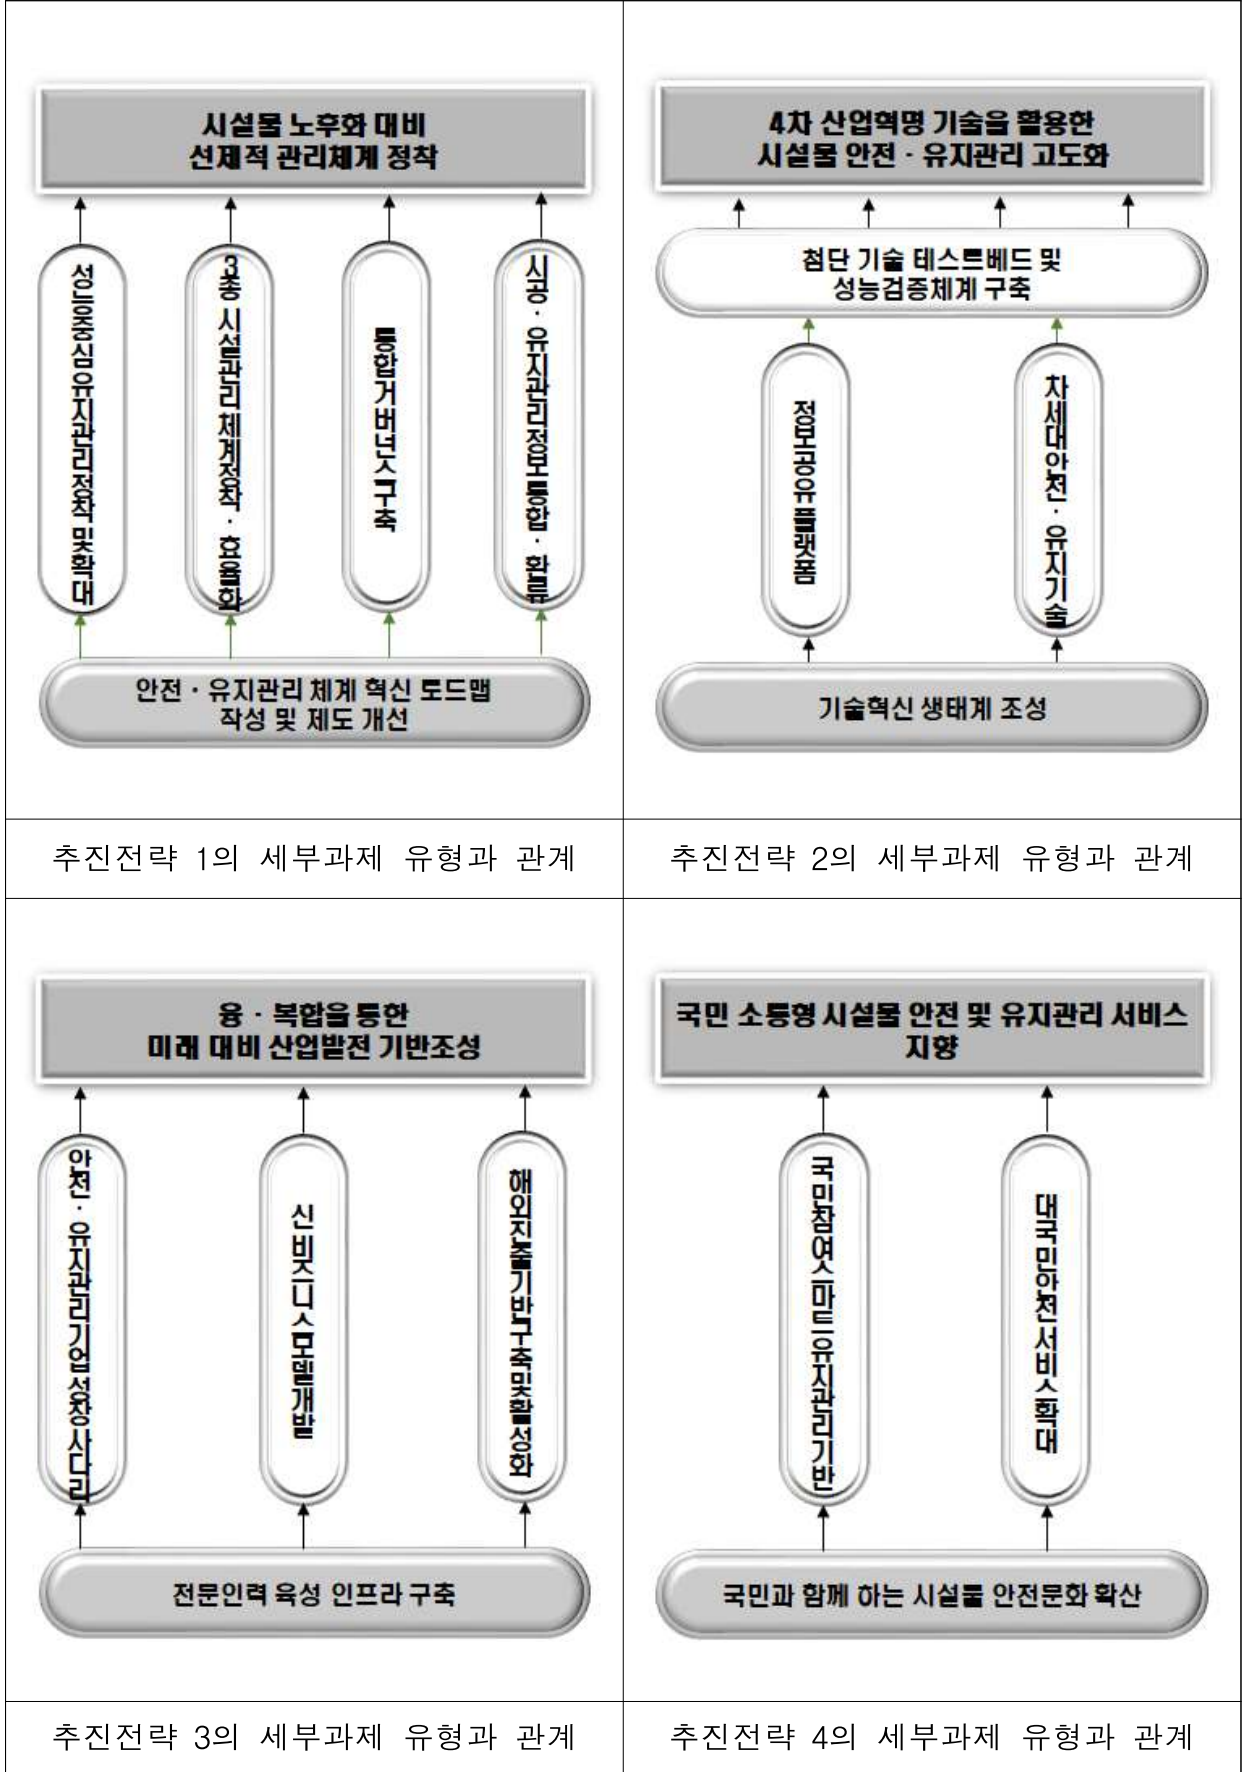 시설물 노후화 대비
선제적 관리체계 정착
성능중심 유지관리 정착 및 확대
3종 시설관리체계정착 · 효율화
통합거버넌스구축
시공 · 유지관리정보통합 · 환류
안전 · 유지관리 체계 혁신 로드맵
작성 및 제도 개선
추진전략 1의 세부과제 유형과 관계
4차 산업혁명 기술을 활용한
시설물 안전 · 유지관리 고도화
첨단 기술 테스트베드 및
성능검증체계 구축
정보공유 플랫폼
차세대안전 · 유지기술
기술혁신 생태계 조성
추진전략 2의 세부과제 유형과 관계
융 · 복합을 통한
미래 대비 산업발전 기반조성
안전 · 유지관리기업 성장 사다리
신 비즈니스모델개발
해외진출기반구축및활성화
전문인력 육성 인프라 구축
추진전략 3의 세부과제 유형과 관계
국민 소통형 시설물 안전 및 유지관리 서비스
지향
국민참여스마트유지관리기반
대국민안전서비스확대
국민과 함께 하는 시설물 안전문화 확산
추진전략 4의 세부과제 유형과 관계